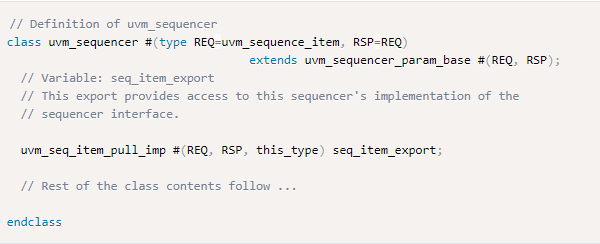 // Definition of uvm_sequencer
class uvm_sequencer #(type REQ=uvm_sequence_item, RSP=REQ)
extends uvm_sequencer_param_base #(REQ, RSP);
// Variable: seq_item_export
// This export provides access to this sequencer's implementation of the
// sequencer interface.
uvm_seq_item_pull_imp #(REQ, RSP, this_type) seq_item_export;
// Rest of the class contents follow ...
endclass